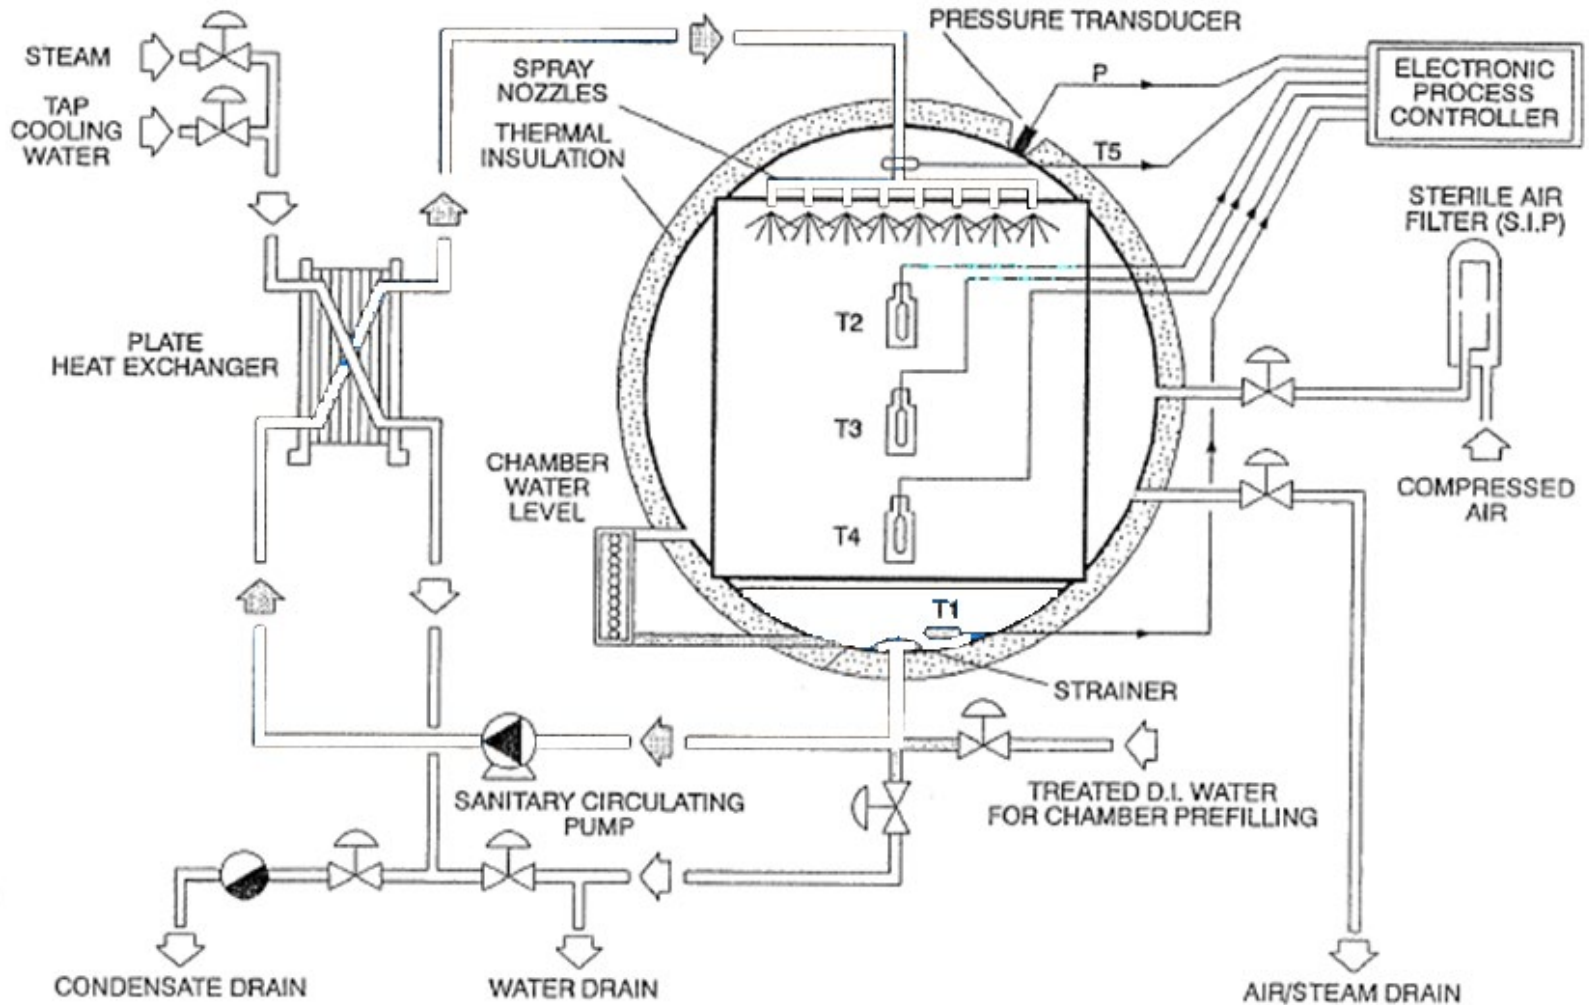 PRESSURE TRANSDUCER
STEAM
TAP
COOLING
WATER
SPRAY
NOZZLES
THERMAL
INSULATION
P
T5
ELECTRONIC
PROCESS
CONTROLLER
STERILE AIR
FILTER (S.I.P)
PLATE
HEAT EXCHANGER
T2
T3
T4
CHAMBER
WATER
LEVEL
COMPRESSED
AIR
T1
STRAINER
SANITARY CIRCULATING
PUMP
TREATED D.I. WATER
FOR CHAMBER PREFILLING
CONDENSATE DRAIN
WATER DRAIN
AIR/STEAM DRAIN